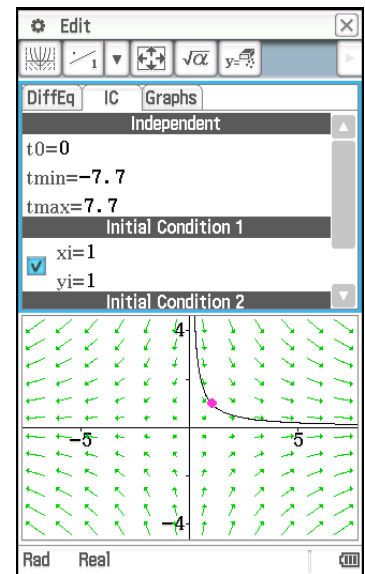 Edit
1 √α y=
DiffEq IC Graphs
Independent
t0=0
tmin=-7.7
tmax=7.7
Initial Condition 1
xi=1
yi=1
Initial Condition 2
4
-5 5
-4
Rad Real